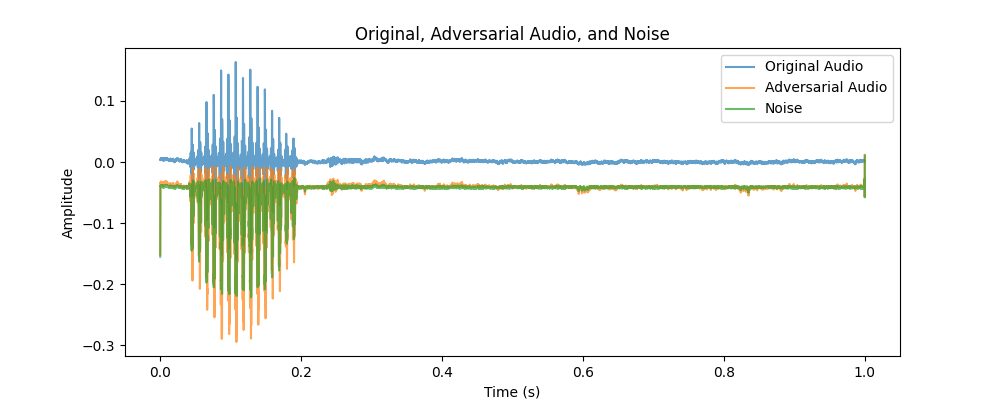 Original, Adversarial Audio, and Noise
Original Audio
Adversarial Audio
Noise
0.1
0.0
−0.1
−0.2
−0.3
Amplitude
0.0 0.2 0.4 0.6 0.8 1.0
Time (s)